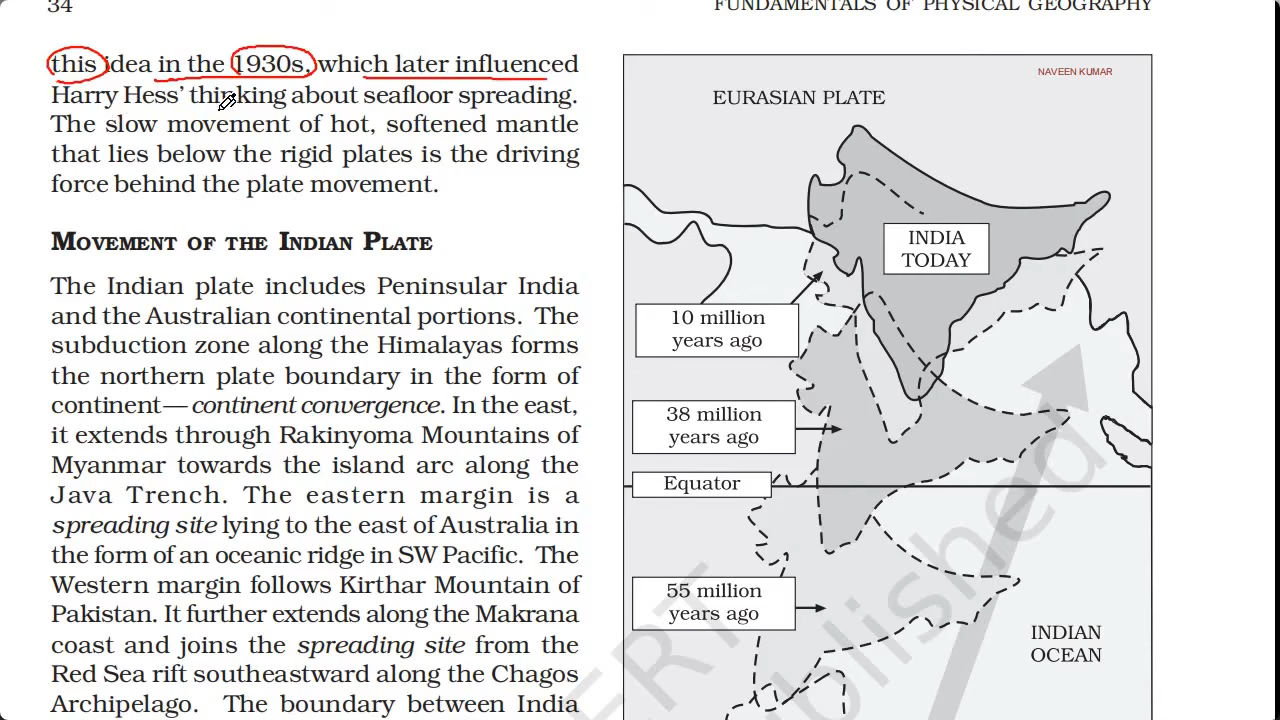 34
FUNDAMENTALS OF PHYSICAL GEOGRAPHY
this idea in the 1930s, which later influenced
Harry Hess' thinking about seafloor spreading.
The slow movement of hot, softened mantle
that lies below the rigid plates is the driving
force behind the plate movement.
MOVEMENT OF THE INDIAN PLATE
The Indian plate includes Peninsular India
and the Australian continental portions. The
subduction zone along the Himalayas forms
the northern plate boundary in the form of
continent— continent convergence. In the east,
it extends through Rakinyoma Mountains of
Myanmar towards the island arc along the
Java Trench. The eastern margin is a
spreading site lying to the east of Australia in
the form of an oceanic ridge in SW Pacific. The
Western margin follows Kirthar Mountain of
Pakistan. It further extends along the Makrana
coast and joins the spreading site from the
Red Sea rift southeastward along the Chagos
Archipelago. The boundary between India
NAVEEN KUMAR
EURASIAN PLATE
INDIA
TODAY
10 million
years ago
38 million
years ago
Equator
55 million
years ago
INDIAN
OCEAN